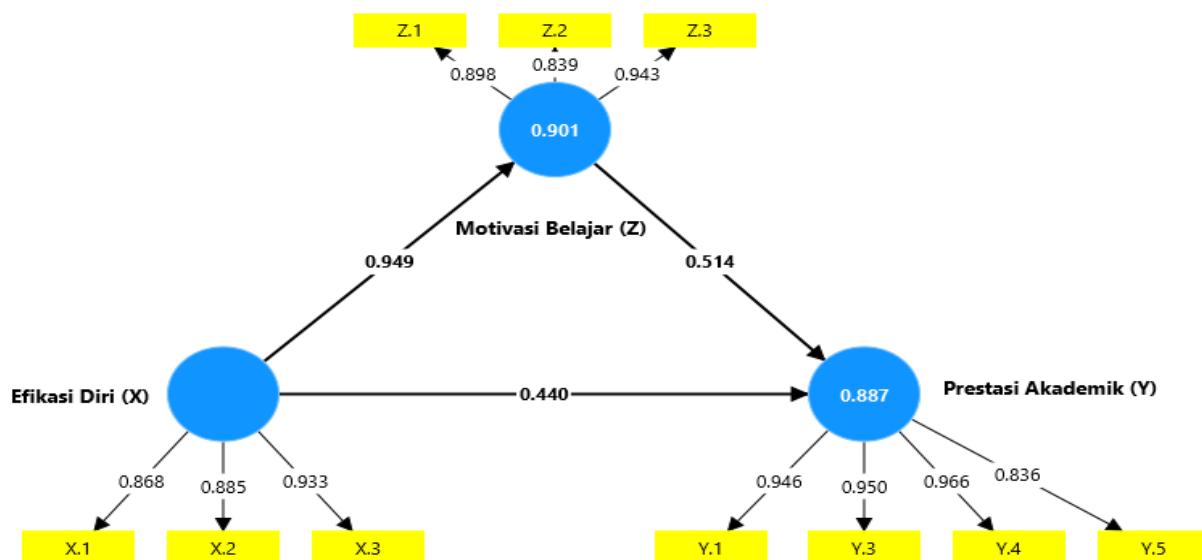 Z.1
Z.2
Z.3
0.898
0.839
0.943
0.901
Motivasi Belajar (Z)
0.949
0.514
Efikasi Diri (X)
0.440
0.887
Prestasi Akademik (Y)
0.868
0.885
0.933
0.946
0.950
0.966
0.836
X.1
X.2
X.3
Y.1
Y.3
Y.4
Y.5